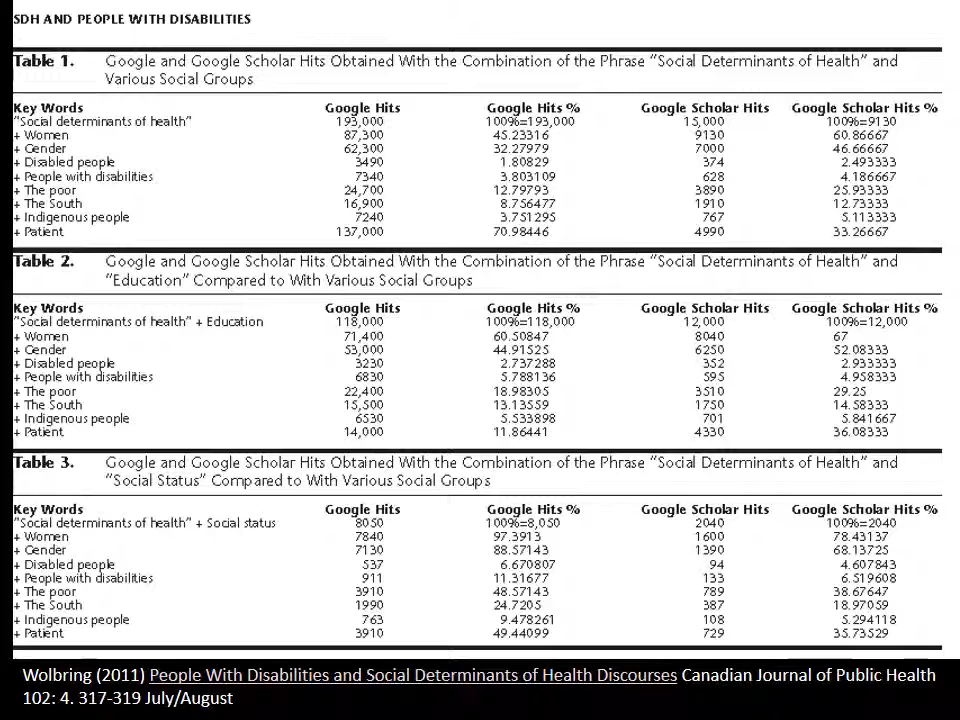 SDH AND PEOPLE WITH DISABILITIES
Table 1. Google and Google Scholar Hits Obtained With the Combination of the Phrase "Social Determinants of Health" and
Various Social Groups
Key Words Google Hits Google Hits % Google Scholar Hits Google Scholar Hits %
"Social determinants of health" 193,000 100%=193,000 15,000 100%=9130
+ Women 87,300 45.23316 9130 60.86667
+ Gender 62,300 32.27979 7000 46.66667
+ Disabled people 3490 1.80829 374 2.493333
+ People with disabilities 7340 3.803109 628 4.186667
+ The poor 24,700 12.79793 3890 25.93333
+ The South 16,900 8.756477 1910 12.73333
+ Indigenous people 7240 3.751295 767 5.113333
+ Patient 137,000 70.98446 4990 33.26667
Table 2. Google and Google Scholar Hits Obtained With the Combination of the Phrase "Social Determinants of Health" and
"Education" Compared to With Various Social Groups
Key Words Google Hits Google Hits % Google Scholar Hits Google Scholar Hits %
"Social determinants of health" + Education 118,000 100%=118,000 12,000 100%=12,000
+ Women 71,400 60.50847 8040 67
+ Gender 53,000 44.91525 6250 52.08333
+ Disabled people 3230 2.737288 352 2.933333
+ People with disabilities 6830 5.788136 595 4.958333
+ The poor 22,400 18.98305 3510 29.25
+ The South 15,500 13.13559 1750 14.58333
+ Indigenous people 6530 5.533898 701 5.841667
+ Patient 14,000 11.86441 4330 36.08333
Table 3. Google and Google Scholar Hits Obtained With the Combination of the Phrase "Social Determinants of Health" and
"Social Status" Compared to With Various Social Groups
Key Words Google Hits Google Hits % Google Scholar Hits Google Scholar Hits %
"Social determinants of health" + Social status 8050 100%=8,050 2040 100%=2040
+ Women 7840 97.3913 1600 78.43137
+ Gender 7130 88.57143 1390 68.13725
+ Disabled people 537 6.670807 94 4.607843
+ People with disabilities 911 11.31677 133 6.519608
+ The poor 3910 48.57143 789 38.67647
+ The South 1990 24.7205 387 18.97059
+ Indigenous people 763 9.478261 108 5.294118
+ Patient 3910 49.44099 729 35.73529
Wolbring (2011) People With Disabilities and Social Determinants of Health Discourses Canadian Journal of Public Health
102: 4. 317-319 July/August